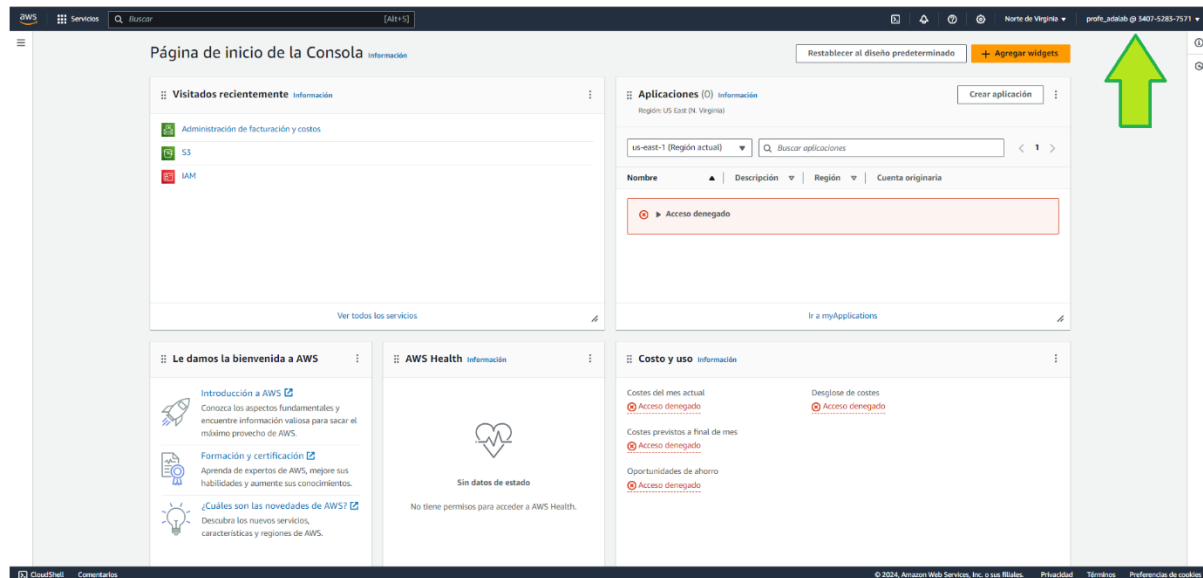 aws Servicios Buscar [Alt+S] Norte de Virginia profe_adalab @ 3407-5283-7571
Página de inicio de la Consola Información
Restablecer al diseño predeterminado
Agregar widgets
Visitados recientemente Información
Administración de facturación y costos
S3
IAM
Ver todos los servicios
Aplicaciones (0) Información
Región: US East (N. Virginia)
Crear aplicación
us-east-1 (Región actual)
Buscar aplicaciones
1
Nombre Descripción Región Cuenta originaria
Acceso denegado
Ir a myApplications
Le damos la bienvenida a AWS
Introducción a AWS
Conozca los aspectos fundamentales y
encuentre información valiosa para sacar el
máximo provecho de AWS.
Formación y certificación
Aprenda de expertos de AWS, mejore sus
habilidades y aumente sus conocimientos.
¿Cuáles son las novedades de AWS?
Descubra los nuevos servicios,
características y regiones de AWS.
AWS Health Información
Sin datos de estado
No tiene permisos para acceder a AWS Health.
Costo y uso Información
Costes del mes actual
Acceso denegado
Costes previstos a final de mes
Acceso denegado
Oportunidades de ahorro
Acceso denegado
Desglose de costes
Acceso denegado
CloudShell Comentarios © 2024, Amazon Web Services, Inc. o sus filiales. Privacidad Términos Preferencias de cookies